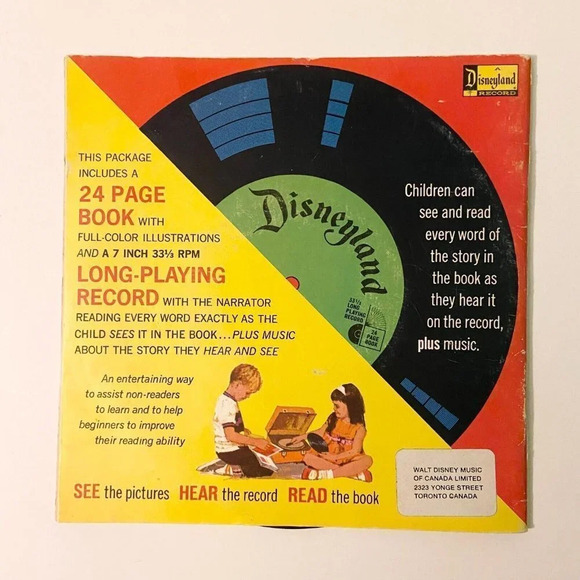 Disneyland
RECORD
THIS PACKAGE
INCLUDES A
24 PAGE
BOOK WITH
FULL-COLOR ILLUSTRATIONS
AND A 7 INCH 33⅓ RPM
LONG-PLAYING
RECORD WITH THE NARRATOR
READING EVERY WORD EXACTLY AS THE
CHILD SEES IT IN THE BOOK...PLUS MUSIC
ABOUT THE STORY THEY HEAR AND SEE
An entertaining way
to assist non-readers
to learn and to help
beginners to improve
their reading ability
Disneyland
33⅓
LONG
PLAYING
RECORD
24
PAGE
BOOK
Children can
see and read
every word of
the story in
the book as
they hear it
on the record,
plus music.
SEE the pictures HEAR the record READ the book
WALT DISNEY MUSIC
OF CANADA LIMITED
2323 YONGE STREET
TORONTO CANADA